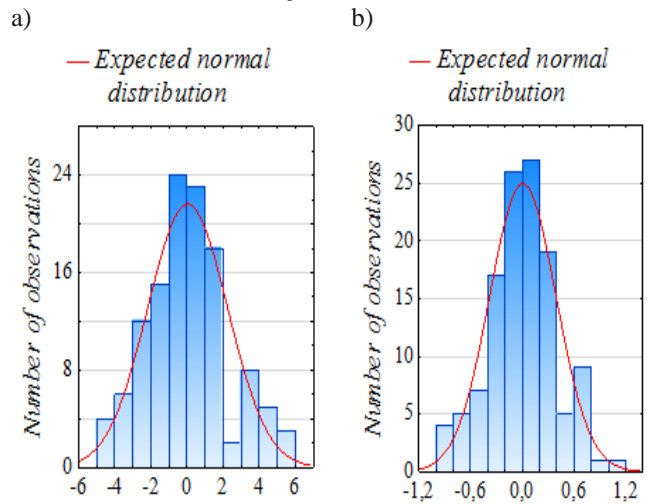 a)
— Expected normal
distribution
Number of observations
24
16
8
0
-6 -4 -2 0 2 4 6
b)
— Expected normal
distribution
Number of observations
30
25
20
15
10
5
0
-1,2 -0,6 0,0 0,6 1,2